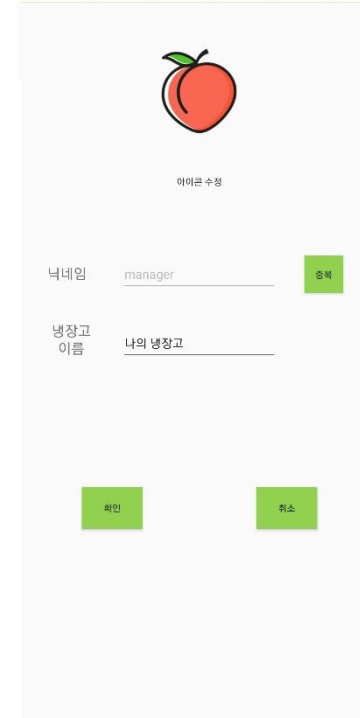 아이콘 수정
닉네임 manager 중복
냉장고
이름 나의 냉장고
확인 취소